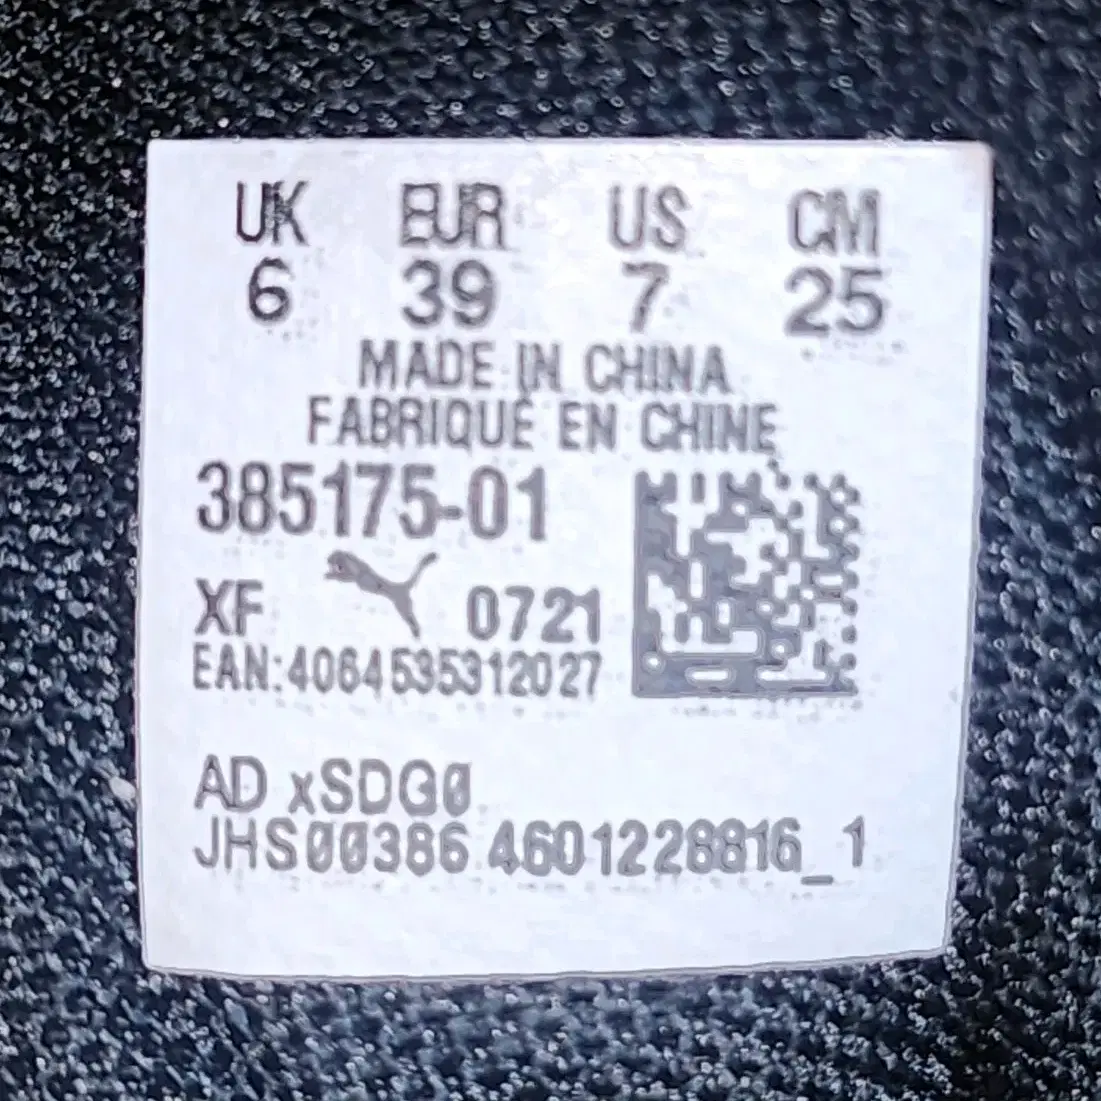 UK EUR US CM
6 39 7 25
MADE IN CHINA
FABRIQUÉ EN CHINE
385175-01
XF 0721
EAN:4064535312027
AD xSDG0
JHS00386 4601228816_1